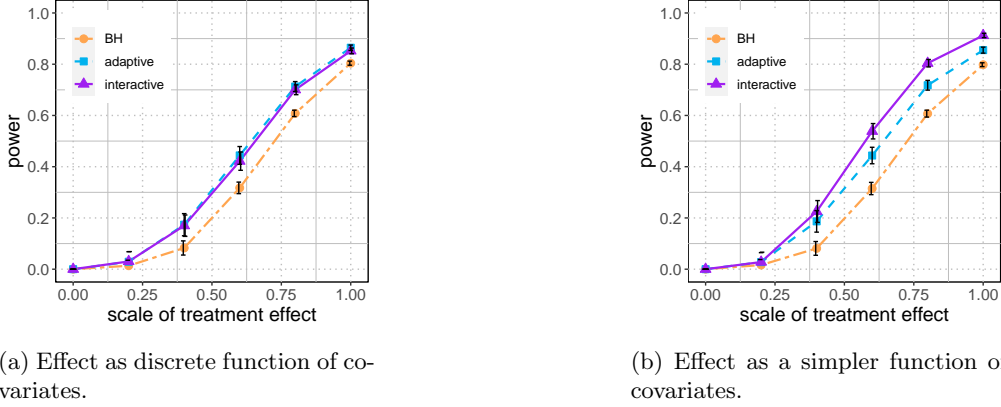 1.0
0.8
0.6
0.4
0.2
0.0
power
BH
adaptive
interactive
0.00 0.25 0.50 0.75 1.00
scale of treatment effect
(a) Effect as discrete function of co-
variates.
1.0
0.8
0.6
0.4
0.2
0.0
power
BH
adaptive
interactive
0.00 0.25 0.50 0.75 1.00
scale of treatment effect
(b) Effect as a simpler function o
covariates.